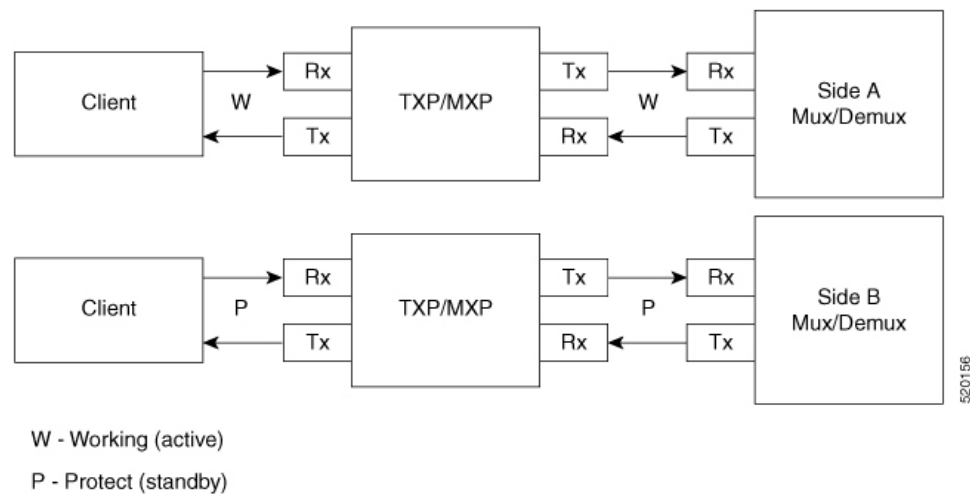 Client
W
Rx
Tx
TXP/MXP
Tx
Rx
W
Rx
Tx
Side A
Mux/Demux
Client
P
Rx
Tx
TXP/MXP
Tx
Rx
P
Rx
Tx
Side B
Mux/Demux
520156
W - Working (active)
P - Protect (standby)